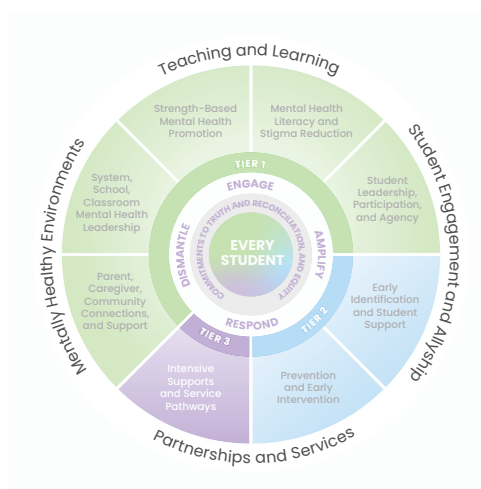 Teaching and Learning
Strength-Based
Mental Health
Promotion
Mental Health
Literacy and
Stigma Reduction
Student Engagement and Allyship
Student
Leadership,
Participation,
and Agency
Early
Identification
and Student
Support
Prevention
and Early
Intervention
Partnerships and Services
Intensive
Supports
and Service
Pathways
Mentally Healthy Environments
Parent,
Caregiver,
Community
Connections,
and Support
System,
School,
Classroom
Mental Health
Leadership
TIER 1
TIER 2
TIER 3
ENGAGE
AMPLIFY
RESPOND
DISMANTLE
COMMITMENTS TO TRUTH AND RECONCILIATION, AND EQUITY
EVERY
STUDENT